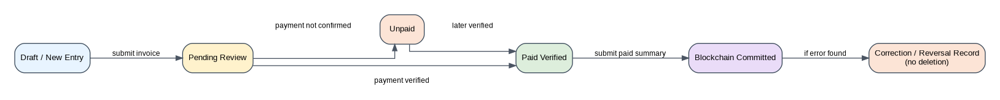 payment not confirmed
Unpaid
later verified
Draft / New Entry
submit invoice
Pending Review
Paid Verified
submit paid summary
Blockchain Committed
if error found
Correction / Reversal Record
(no deletion)
payment verified